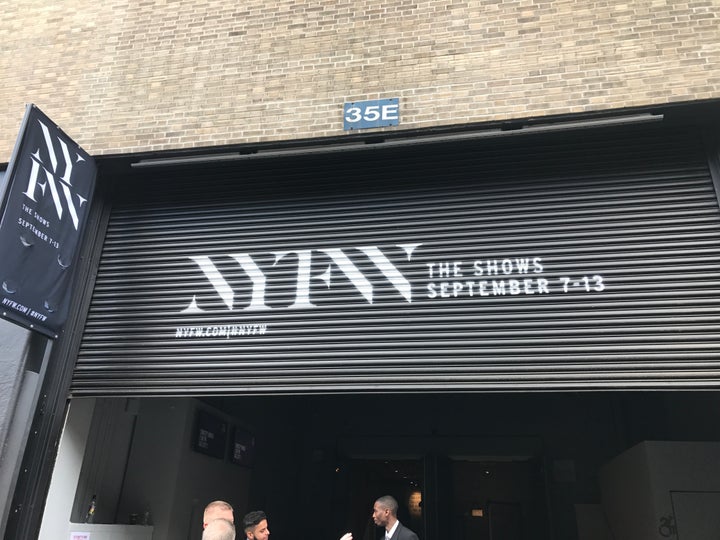 35E
NY
FW
THE SHOWS
SEPTEMBER 7-13
NYFW.COM | @NYFW
NYFW
THE SHOWS
SEPTEMBER 7-13
NYFW.COM|@NYFW